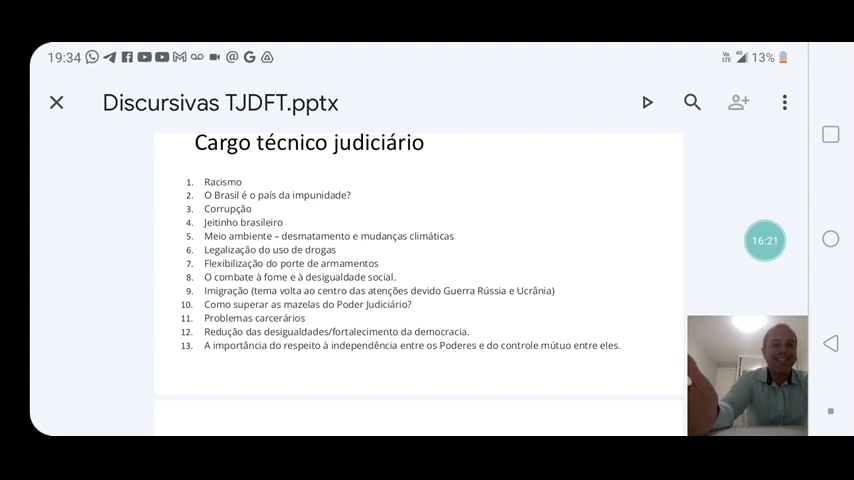 19:34
13%
Discursivas TJDFT.pptx
Cargo técnico judiciário
1. Racismo
2. O Brasil é o país da impunidade?
3. Corrupção
4. Jeitinho brasileiro
5. Meio ambiente – desmatamento e mudanças climáticas
6. Legalização do uso de drogas
7. Flexibilização do porte de armamentos
8. O combate à fome e à desigualdade social.
9. Imigração (tema volta ao centro das atenções devido Guerra Rússia e Ucrânia)
10. Como superar as mazelas do Poder Judiciário?
11. Problemas carcerários
12. Redução das desigualdades/fortalecimento da democracia.
13. A importância do respeito à independência entre os Poderes e do controle mútuo entre eles.
16:21